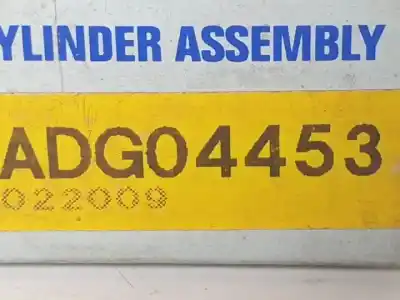 YLINDER ASSEMBLY
ADG04453
022009